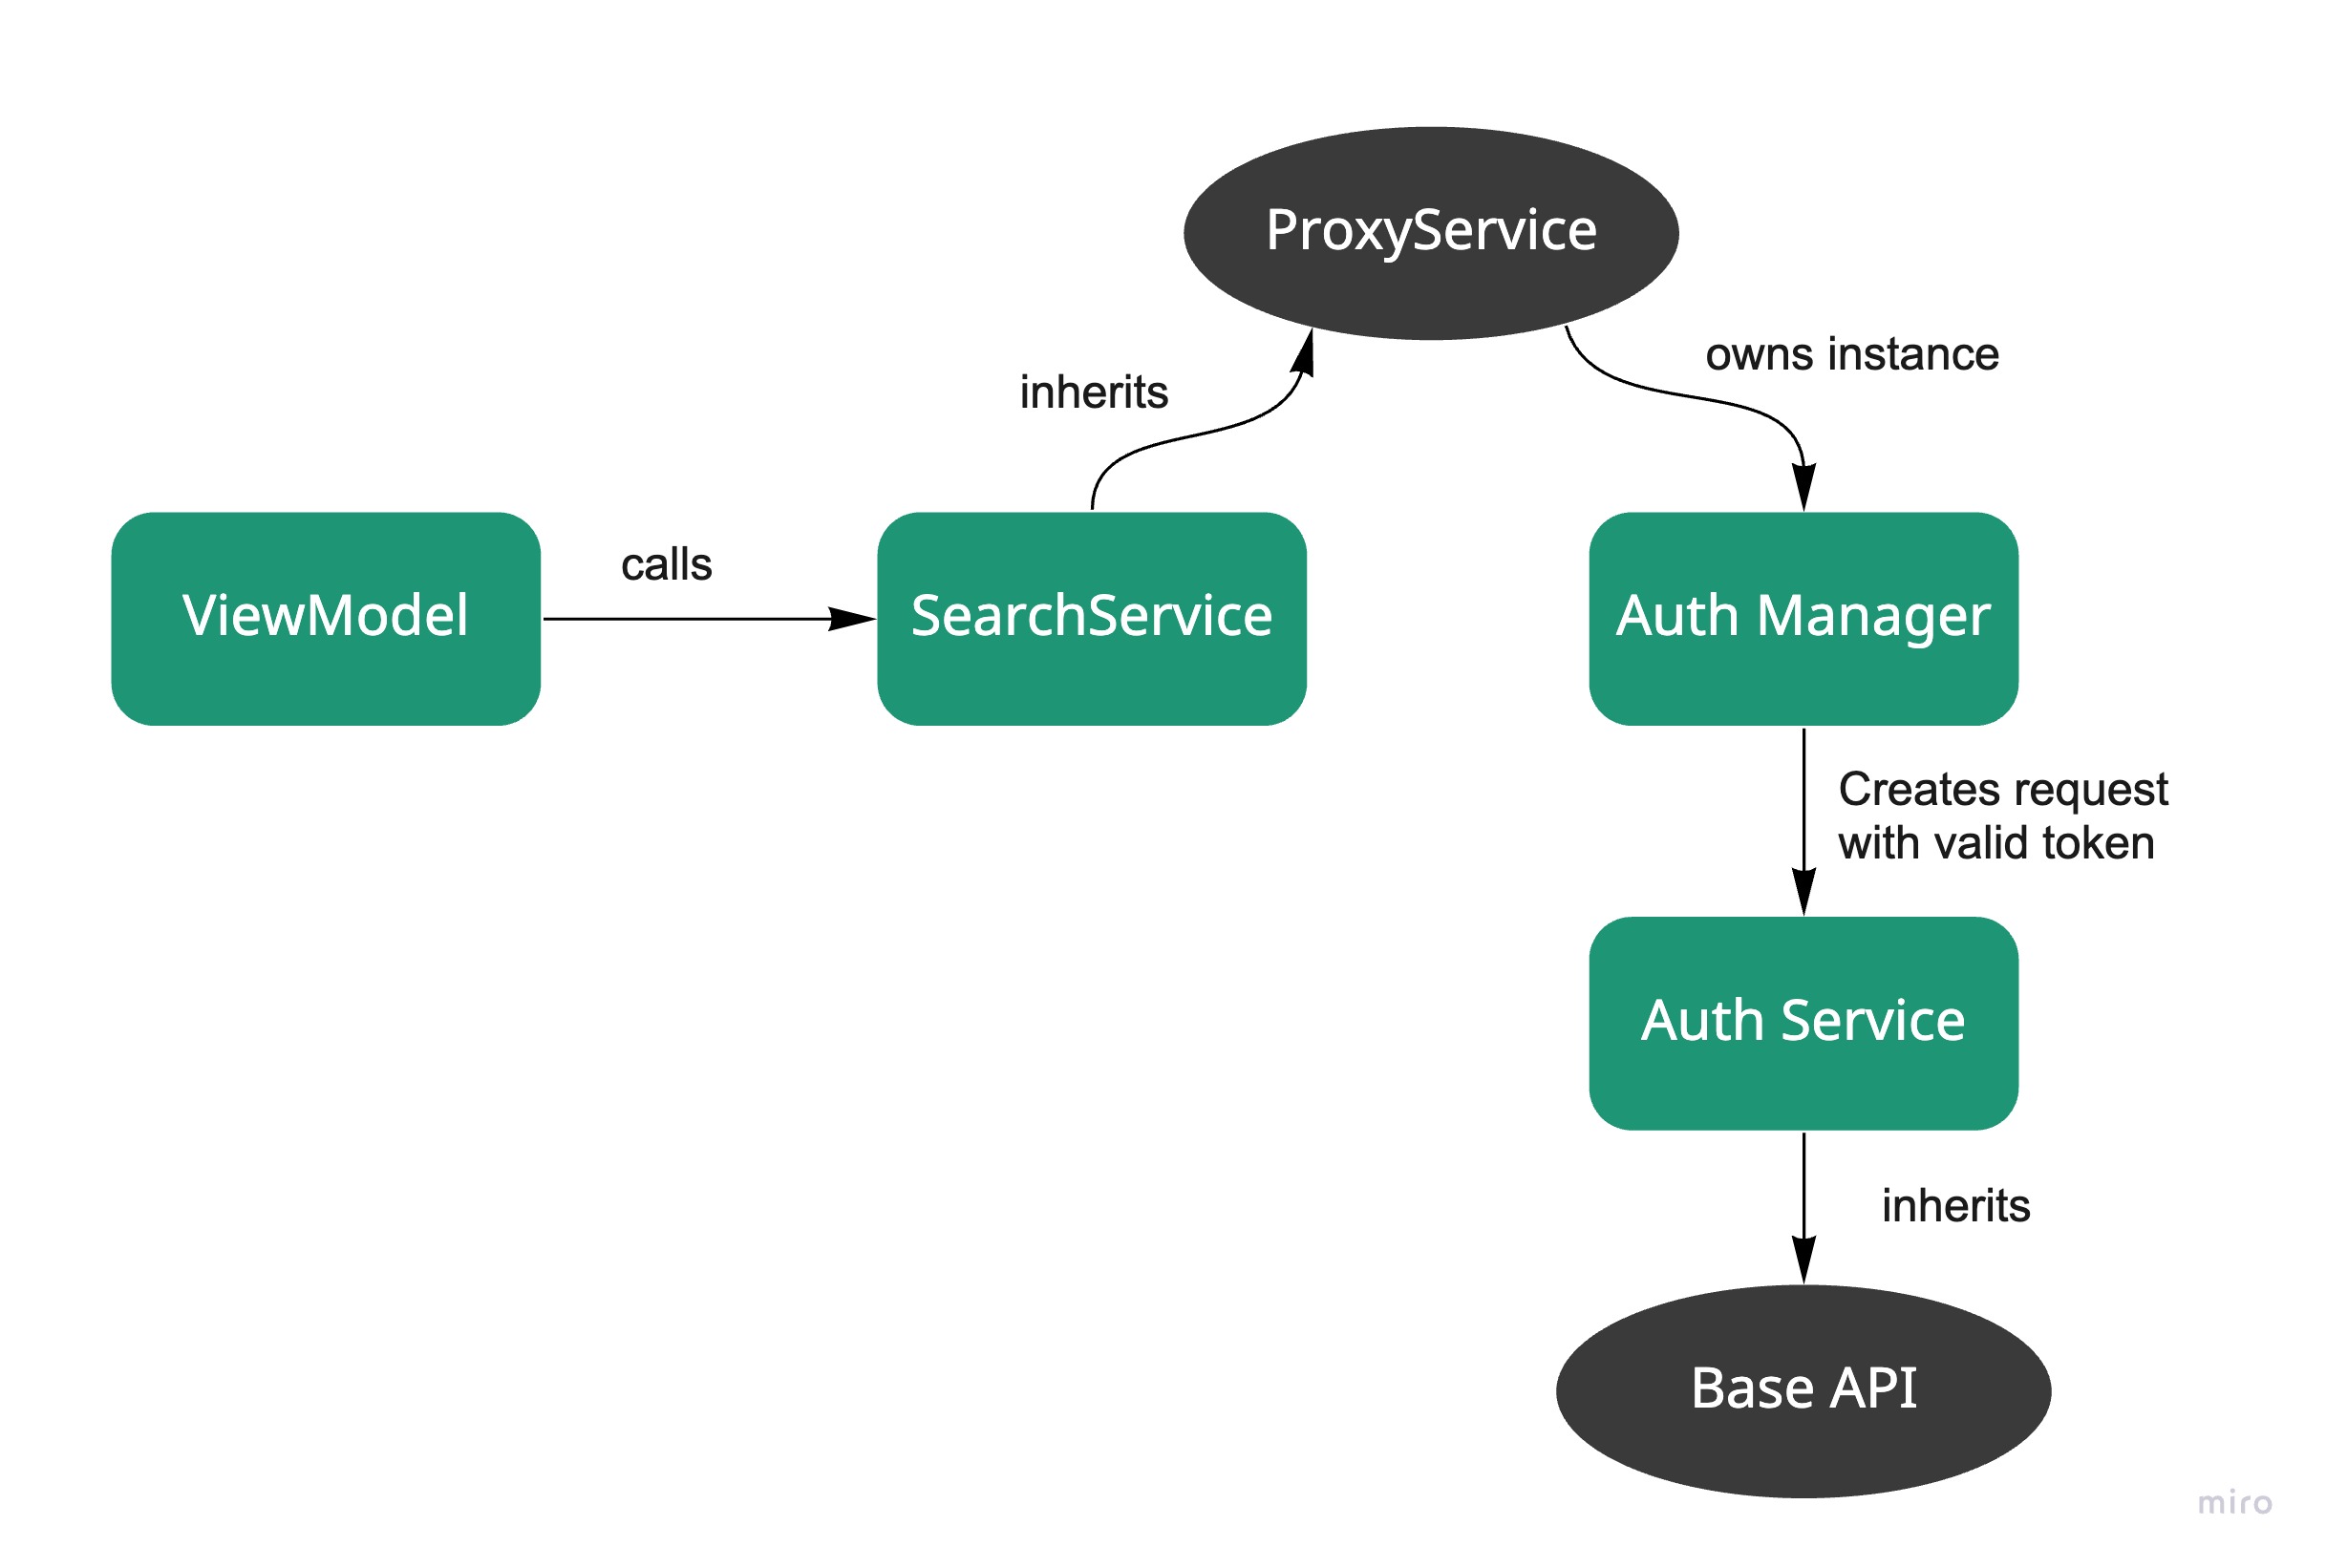 ProxyService
owns instance
inherits
calls
ViewModel
SearchService
Auth Manager
Creates request
with valid token
Auth Service
inherits
Base API
miro